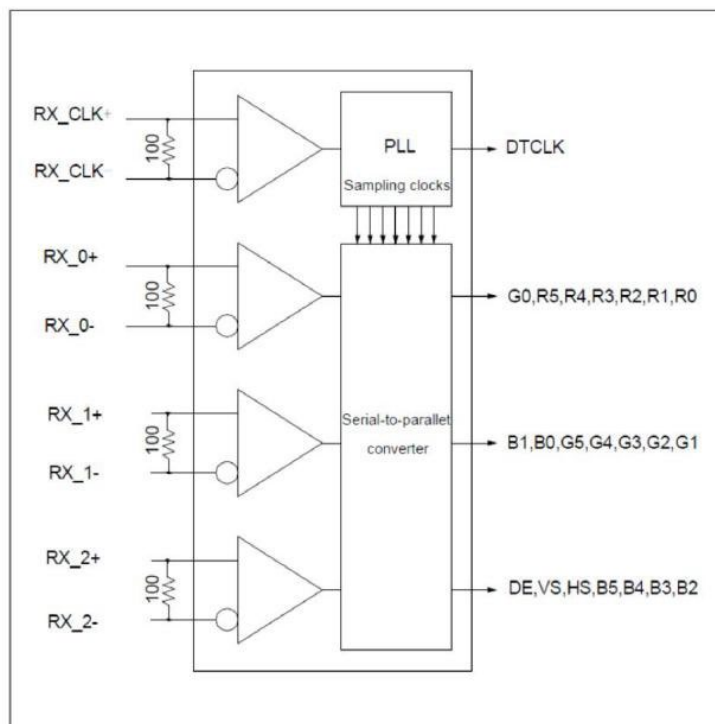 RX_CLK+
100
RX_CLK-
PLL
Sampling clocks
DTCLK
RX_0+
100
RX_0-
G0,R5,R4,R3,R2,R1,R0
RX_1+
100
RX_1-
Serial-to-parallet
converter
B1,B0,G5,G4,G3,G2,G1
RX_2+
100
RX_2-
DE,VS,HS,B5,B4,B3,B2